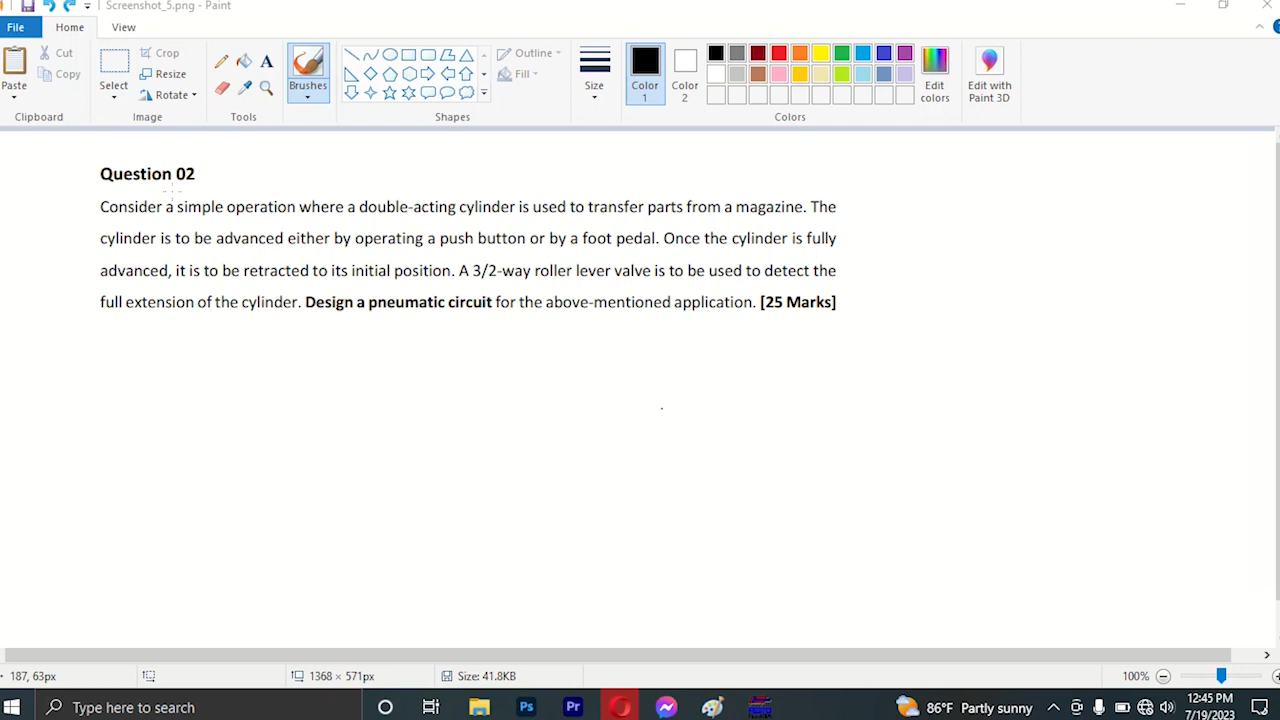 Screenshot_5.png - Paint
File Home View
Paste Cut Copy Clipboard
Select Crop Resize Rotate Image
Tools
Brushes
Outline Fill Shapes
Size
Color 1 Color 2 Edit colors Colors
Edit with Paint 3D
Question 02
Consider a simple operation where a double-acting cylinder is used to transfer parts from a magazine. The
cylinder is to be advanced either by operating a push button or by a foot pedal. Once the cylinder is fully
advanced, it is to be retracted to its initial position. A 3/2-way roller lever valve is to be used to detect the
full extension of the cylinder. Design a pneumatic circuit for the above-mentioned application. [25 Marks]
187, 63px 1368 × 571px Size: 41.8KB 100%
Type here to search Ps Pr 86°F Partly sunny 12:45 PM
7/19/2023